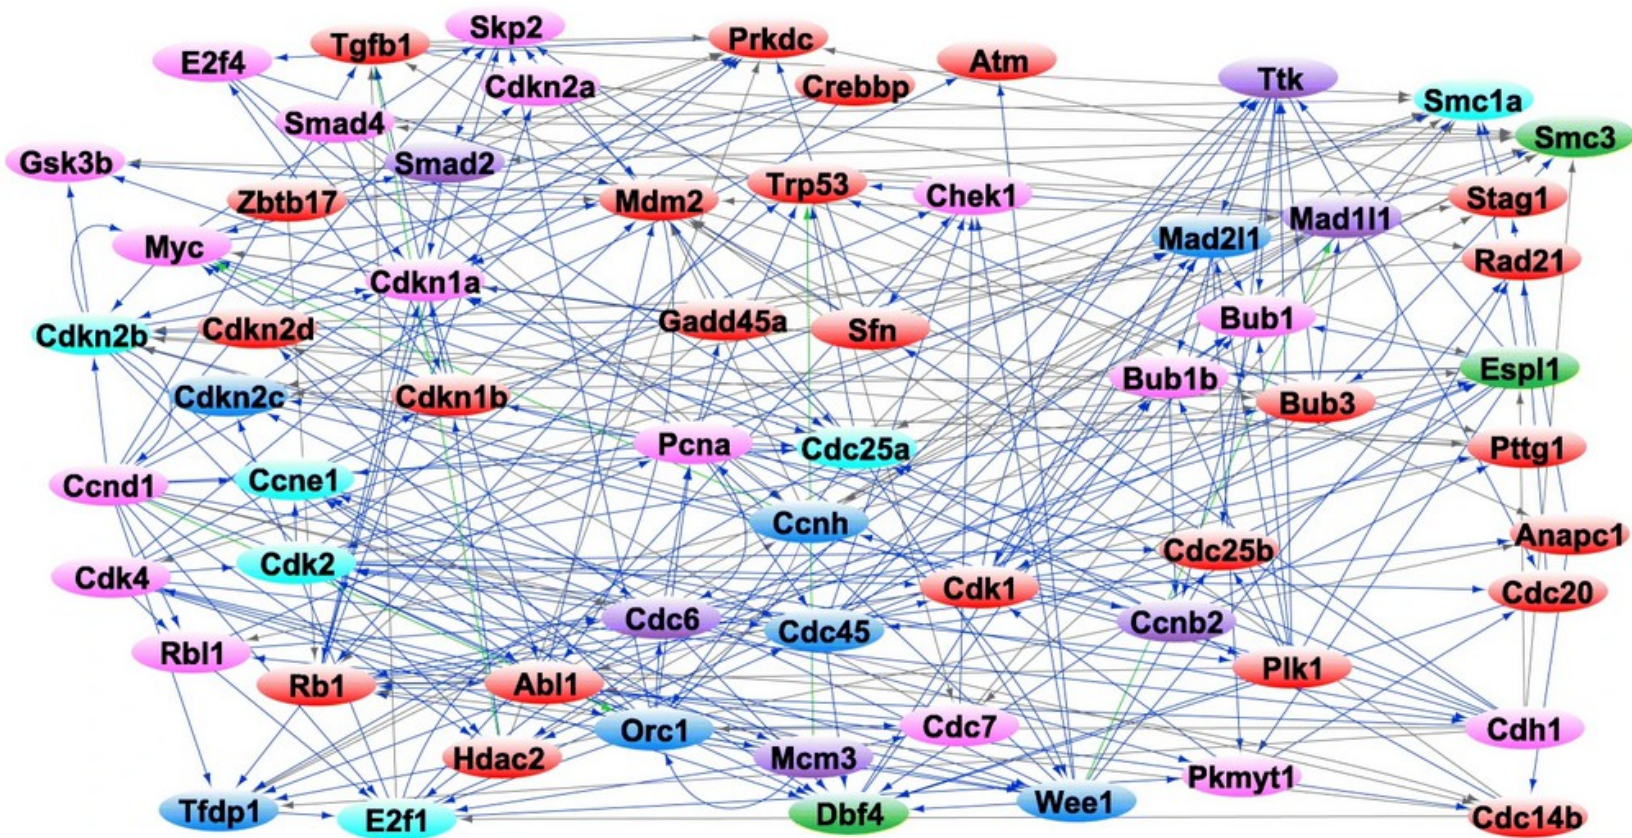 Skp2
Tgfb1
Prkdc
E2f4
Atm
Cdkn2a
Crebbp
Ttk
Smc1a
Smad4
Smc3
Gsk3b
Smad2
Zbtb17
Mdm2
Trp53
Chek1
Stag1
Myc
Mad2l1
Mad1l1
Rad21
Cdkn1a
Cdkn2b
Cdkn2d
Gadd45a
Sfn
Bub1
Espl1
Cdkn2c
Cdkn1b
Bub1b
Bub3
Pcna
Cdc25a
Pttg1
Ccnd1
Ccne1
Ccnh
Cdc25b
Anapc1
Cdk4
Cdk2
Cdk1
Cdc20
Cdc6
Cdc45
Ccnb2
Rbl1
Rb1
Abl1
Plk1
Orc1
Cdc7
Cdh1
Hdac2
Mcm3
Pkmyt1
Tfdp1
E2f1
Dbf4
Wee1
Cdc14b